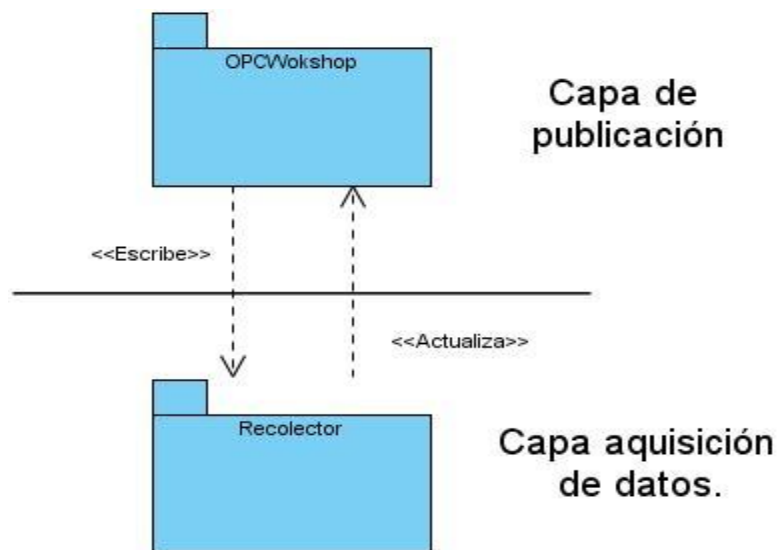 OPCWokshop
Capa de
publicación
<<Escribe>>
<<Actualiza>>
Recolector
Capa aquisición
de datos.